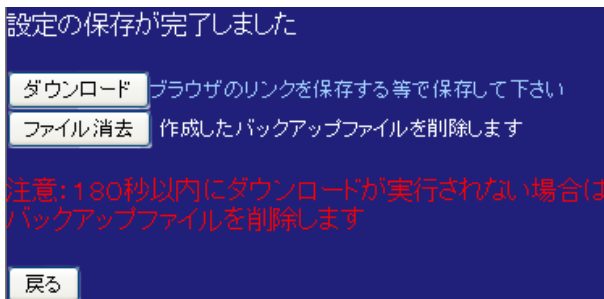 設定の保存が完了しました
ダウンロード ブラウザのリンクを保存する等で保存して下さい
ファイル消去 作成したバックアップファイルを削除します
注意:180秒以内にダウンロードが実行されない場合は
バックアップファイルを削除します
戻る